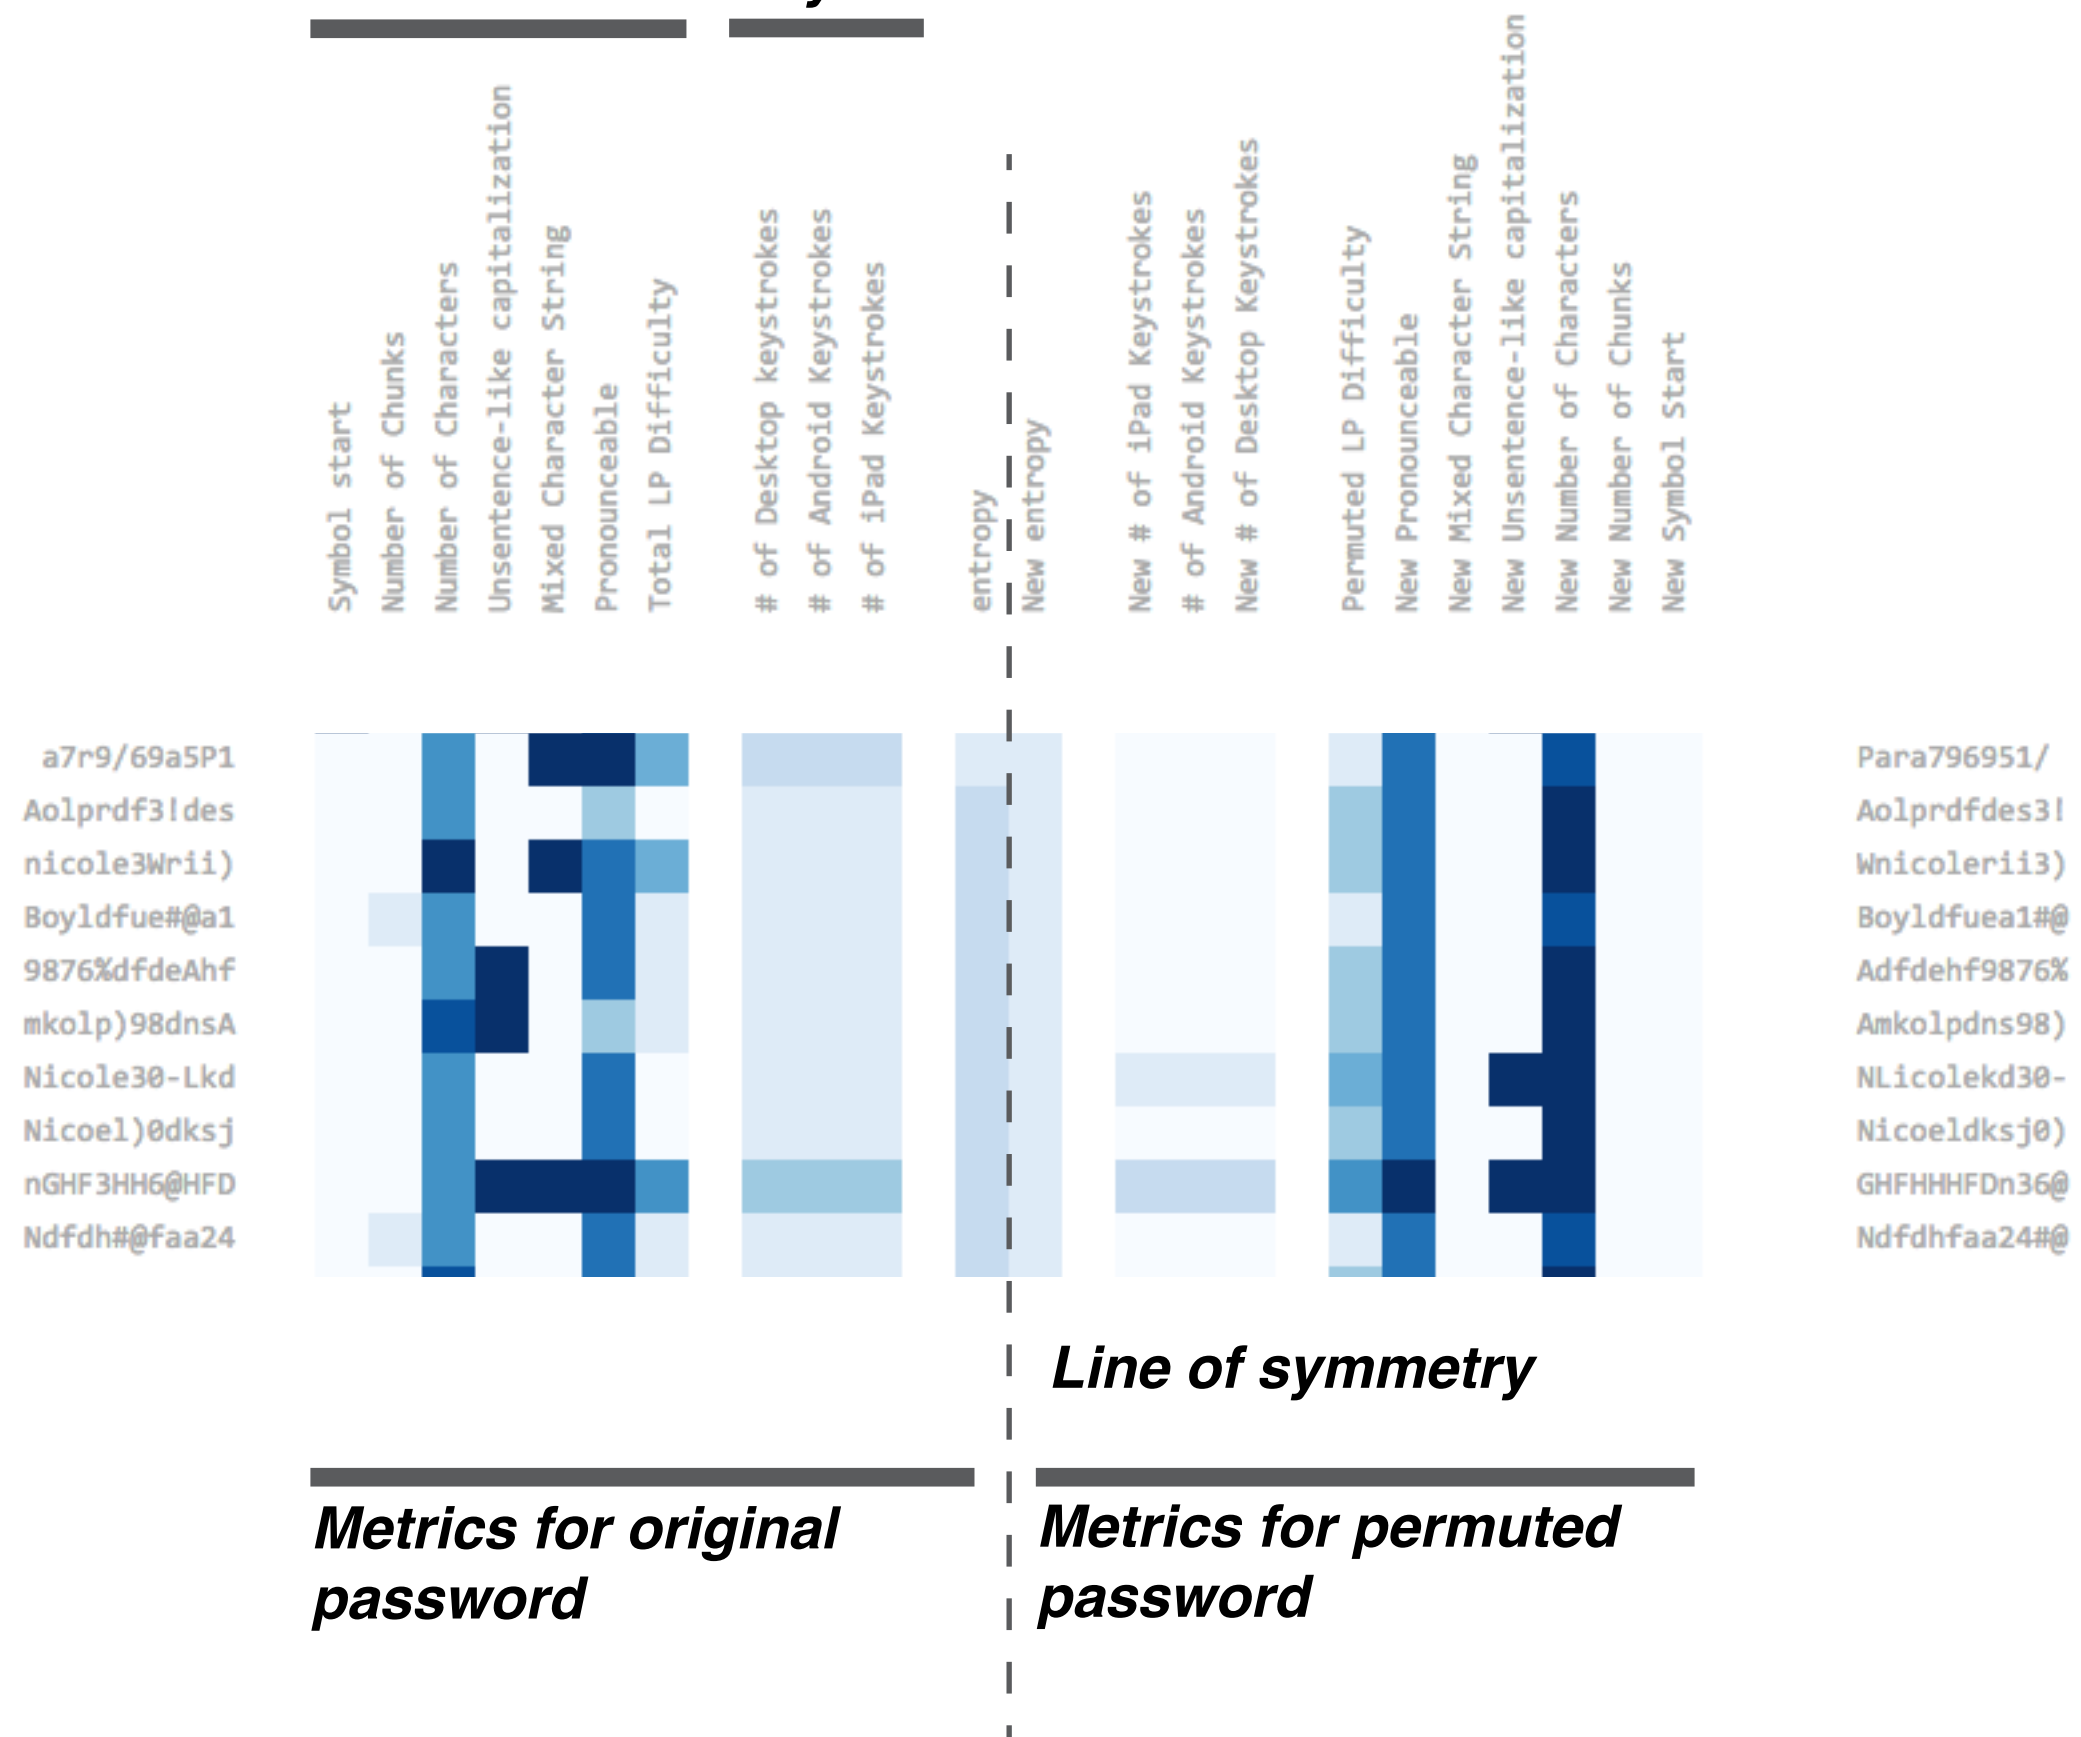 Symbol start
Number of Chunks
Number of Characters
Unsentence-like capitalization
Mixed Character String
Pronounceable
Total LP Difficulty
# of Desktop keystrokes
# of Android Keystrokes
# of iPad Keystrokes
entropy
New entropy
New # of iPad Keystrokes
# of Android Keystrokes
New # of Desktop Keystrokes
Permuted LP Difficulty
New Pronounceable
New Mixed Character String
New Unsentence-like capitalization
New Number of Characters
New Number of Chunks
New Symbol Start
a7r9/69a5P1 Para796951/
Aolprdf3!des Aolprdfdes3!
nicole3Wrii) Wnicolerii3)
Boyldfue#@a1 Boyldfuea1#@
9876%dfdeAhf Adfdehf9876%
mkolp)98dnsA Amkolpdns98)
Nicole30-Lkd NLicolekd30-
Nicoel)0dksj Nicoeldksj0)
nGHF3HH6@HFD GHFHHHFDn36@
Ndfdh#@faa24 Ndfdhfaa24#@
Line of symmetry
Metrics for original
password
Metrics for permuted
password